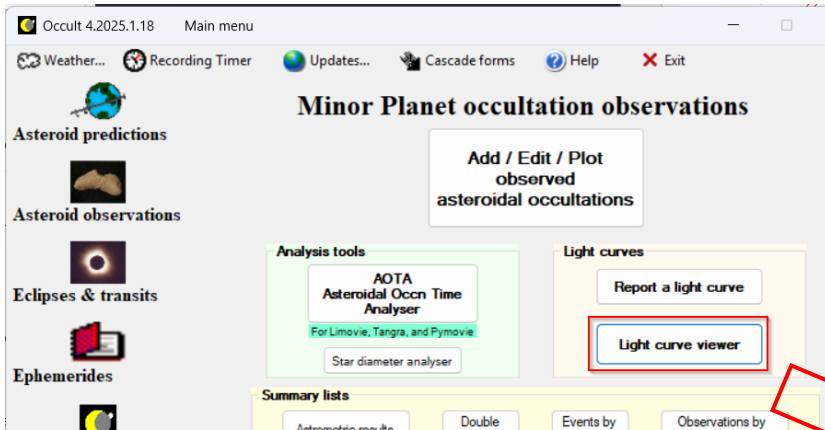 Occult 4.2025.1.18 Main menu
Weather... Recording Timer Updates... Cascade forms Help Exit
Minor Planet occultation observations
Asteroid predictions
Asteroid observations
Eclipses & transits
Ephemerides
Add / Edit / Plot
observed
asteroidal occultations
Analysis tools
AOTA
Asteroidal Occn Time
Analyser
For Limovie, Tangra, and Pymovie
Star diameter analyser
Light curves
Report a light curve
Light curve viewer
Summary lists
Astrometric results
Double
Events by
Observations by